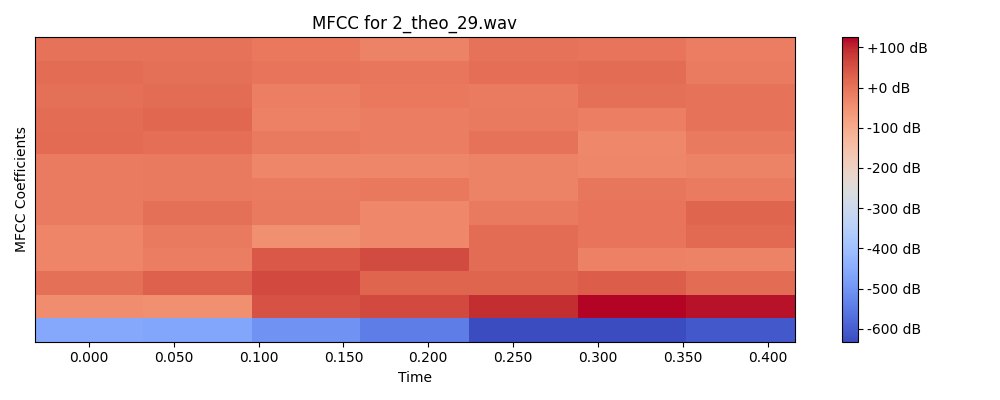 MFCC for 2_theo_29.wav
MFCC Coefficients
0.000 0.050 0.100 0.150 0.200 0.250 0.300 0.350 0.400
Time
+100 dB
+0 dB
-100 dB
-200 dB
-300 dB
-400 dB
-500 dB
-600 dB